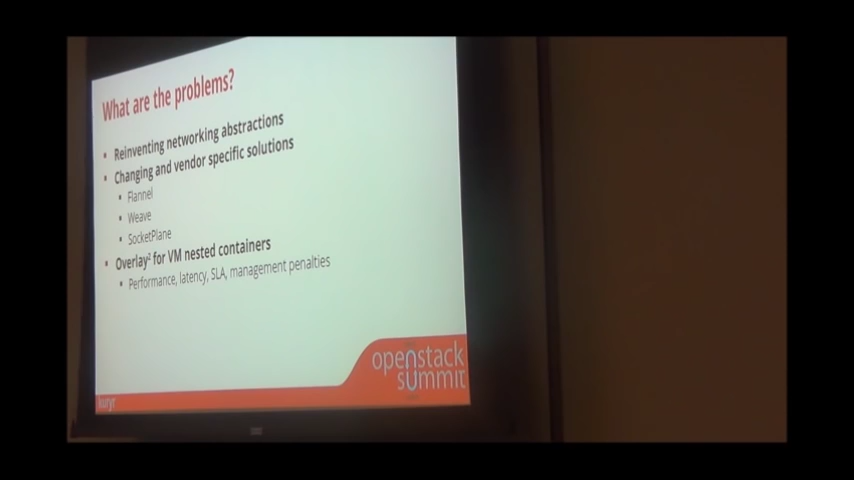 What are the problems?
Reinventing networking abstractions
Changing and vendor specific solutions
Flannel
Weave
SocketPlane
Overlay² for VM nested containers
Performance, latency, SLA, management penalties
openstack
summit
kuryr